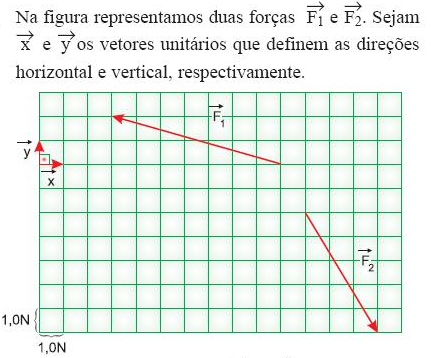 Na figura representamos duas forças F₁ e F₂. Sejam
x e y os vetores unitários que definem as direções
horizontal e vertical, respectivamente.
F₁
y
x
F₂
1,0N
1,0N